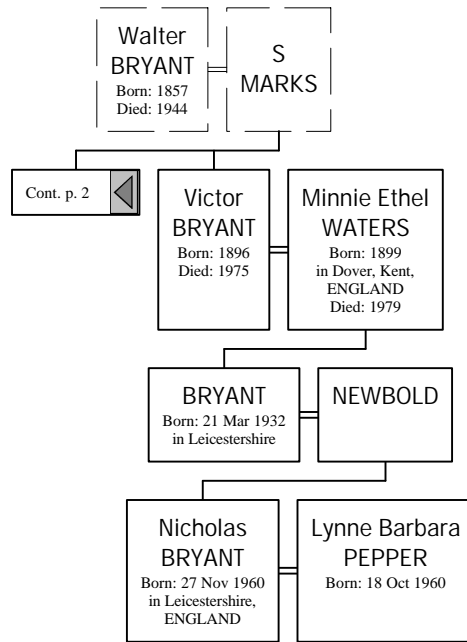 Walter
BRYANT
Born: 1857
Died: 1944
S
MARKS
Cont. p. 2
Victor
BRYANT
Born: 1896
Died: 1975
Minnie Ethel
WATERS
Born: 1899
in Dover, Kent,
ENGLAND
Died: 1979
BRYANT
Born: 21 Mar 1932
in Leicestershire
NEWBOLD
Nicholas
BRYANT
Born: 27 Nov 1960
in Leicestershire,
ENGLAND
Lynne Barbara
PEPPER
Born: 18 Oct 1960